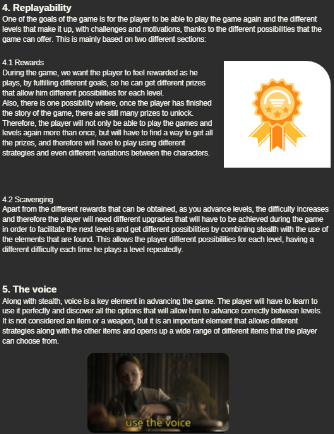 4. Replayability
One of the goals of the game is for the player to be able to play the game again and the different
levels that make it up, with challenges and motivations, thanks to the different possibilities that the
game can offer. This is mainly based on two different sections:
4.1 Rewards
During the game, we want the player to feel rewarded as he
plays, by fulfilling different goals, so he can get different prizes
that allow him different possibilities for each level.
Also, there is one possibility where, once the player has finished
the story of the game, there are still many prizes to unlock.
Therefore, the player will not only be able to play the games and
levels again more than once, but will have to find a way to get all
the prizes, and therefore will have to play using different
strategies and even different variations between the characters.
4.2 Scavenging
Apart from the different rewards that can be obtained, as you advance levels, the difficulty increases
and therefore the player will need different upgrades that will have to be achieved during the game
in order to facilitate the next levels and get different possibilities by combining stealth with the use of
the elements that are found. This allows the player different possibilities for each level, having a
different difficulty each time he plays a level repeatedly.
5. The voice
Along with stealth, voice is a key element in advancing the game. The player will have to learn to
use it perfectly and discover all the options that will allow him to advance correctly between levels.
It is not considered an item or a weapon, but it is an important element that allows different
strategies along with the other items and opens up a wide range of different items that the player
can choose from.
use the voice